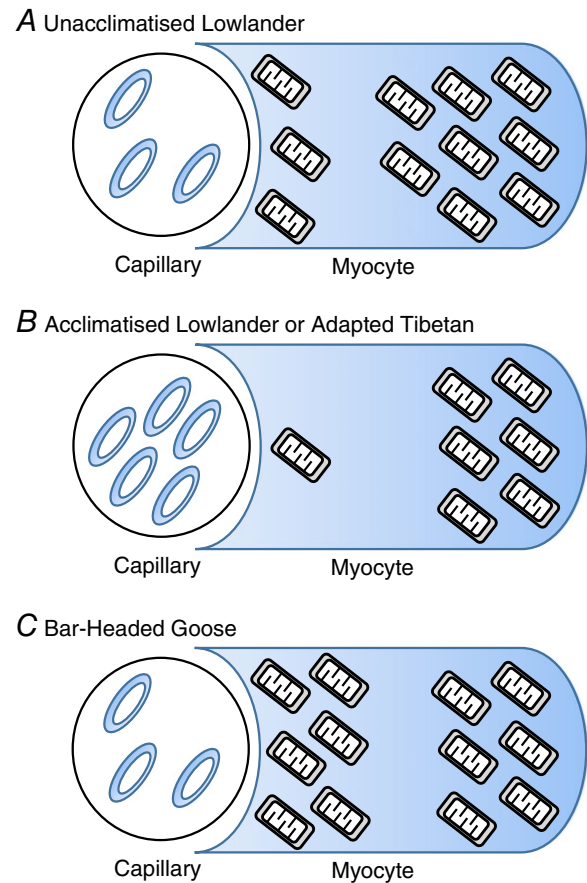 A Unacclimatised Lowlander
Capillary Myocyte
B Acclimatised Lowlander or Adapted Tibetan
Capillary Myocyte
C Bar-Headed Goose
Capillary Myocyte